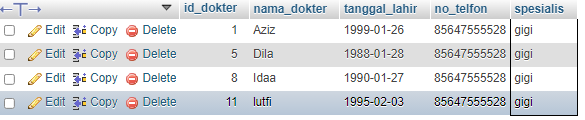 id_dokter nama_dokter tanggal_lahir no_telfon spesialis
Edit Copy Delete 1 Aziz 1999-01-26 85647555528 gigi
Edit Copy Delete 5 Dila 1988-01-28 85647555528 gigi
Edit Copy Delete 8 Idaa 1990-01-27 85647555528 gigi
Edit Copy Delete 11 lutfi 1995-02-03 85647555528 gigi